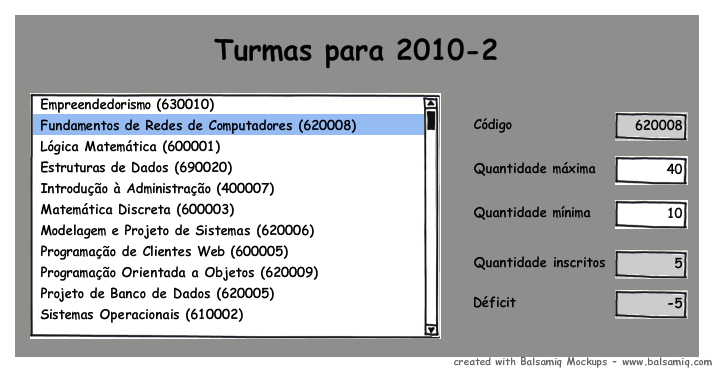 Turmas para 2010-2
Empreendedorismo (630010)
Fundamentos de Redes de Computadores (620008)
Lógica Matemática (600001)
Estruturas de Dados (690020)
Introdução à Administração (400007)
Matemática Discreta (600003)
Modelagem e Projeto de Sistemas (620006)
Programação de Clientes Web (600005)
Programação Orientada a Objetos (620009)
Projeto de Banco de Dados (620005)
Sistemas Operacionais (610002)
Código 620008
Quantidade máxima 40
Quantidade mínima 10
Quantidade inscritos 5
Déficit -5
created with Balsamiq Mockups - www.balsamiq.com